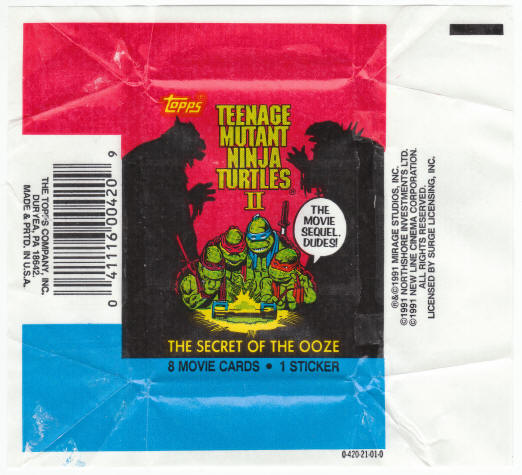 Topps®
TEENAGE
MUTANT
NINJA
TURTLES
II
THE
MOVIE
SEQUEL,
DUDES!
THE SECRET OF THE OOZE
8 MOVIE CARDS • 1 STICKER
THE TOPPS COMPANY, INC.
DURYEA, PA 18642
MADE & PRTD. IN U.S.A.
0 41116 00420 9
®&©1991 MIRAGE STUDIOS, INC.
©1991 NORTHSHORE INVESTMENTS LTD.
©1991 NEW LINE CINEMA CORPORATION.
ALL RIGHTS RESERVED.
LICENSED BY SURGE LICENSING, INC.
0-420-21-01-0